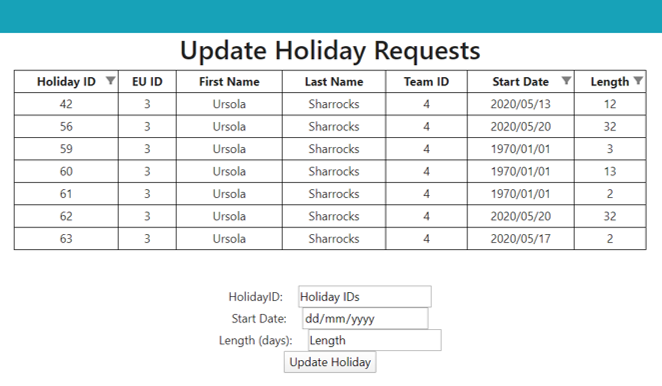 Update Holiday Requests
Holiday ID EU ID First Name Last Name Team ID Start Date Length
42 3 Ursola Sharrocks 4 2020/05/13 12
56 3 Ursola Sharrocks 4 2020/05/20 32
59 3 Ursola Sharrocks 4 1970/01/01 3
60 3 Ursola Sharrocks 4 1970/01/01 13
61 3 Ursola Sharrocks 4 1970/01/01 2
62 3 Ursola Sharrocks 4 2020/05/20 32
63 3 Ursola Sharrocks 4 2020/05/17 2
HolidayID: Holiday IDs
Start Date: dd/mm/yyyy
Length (days): Length
Update Holiday